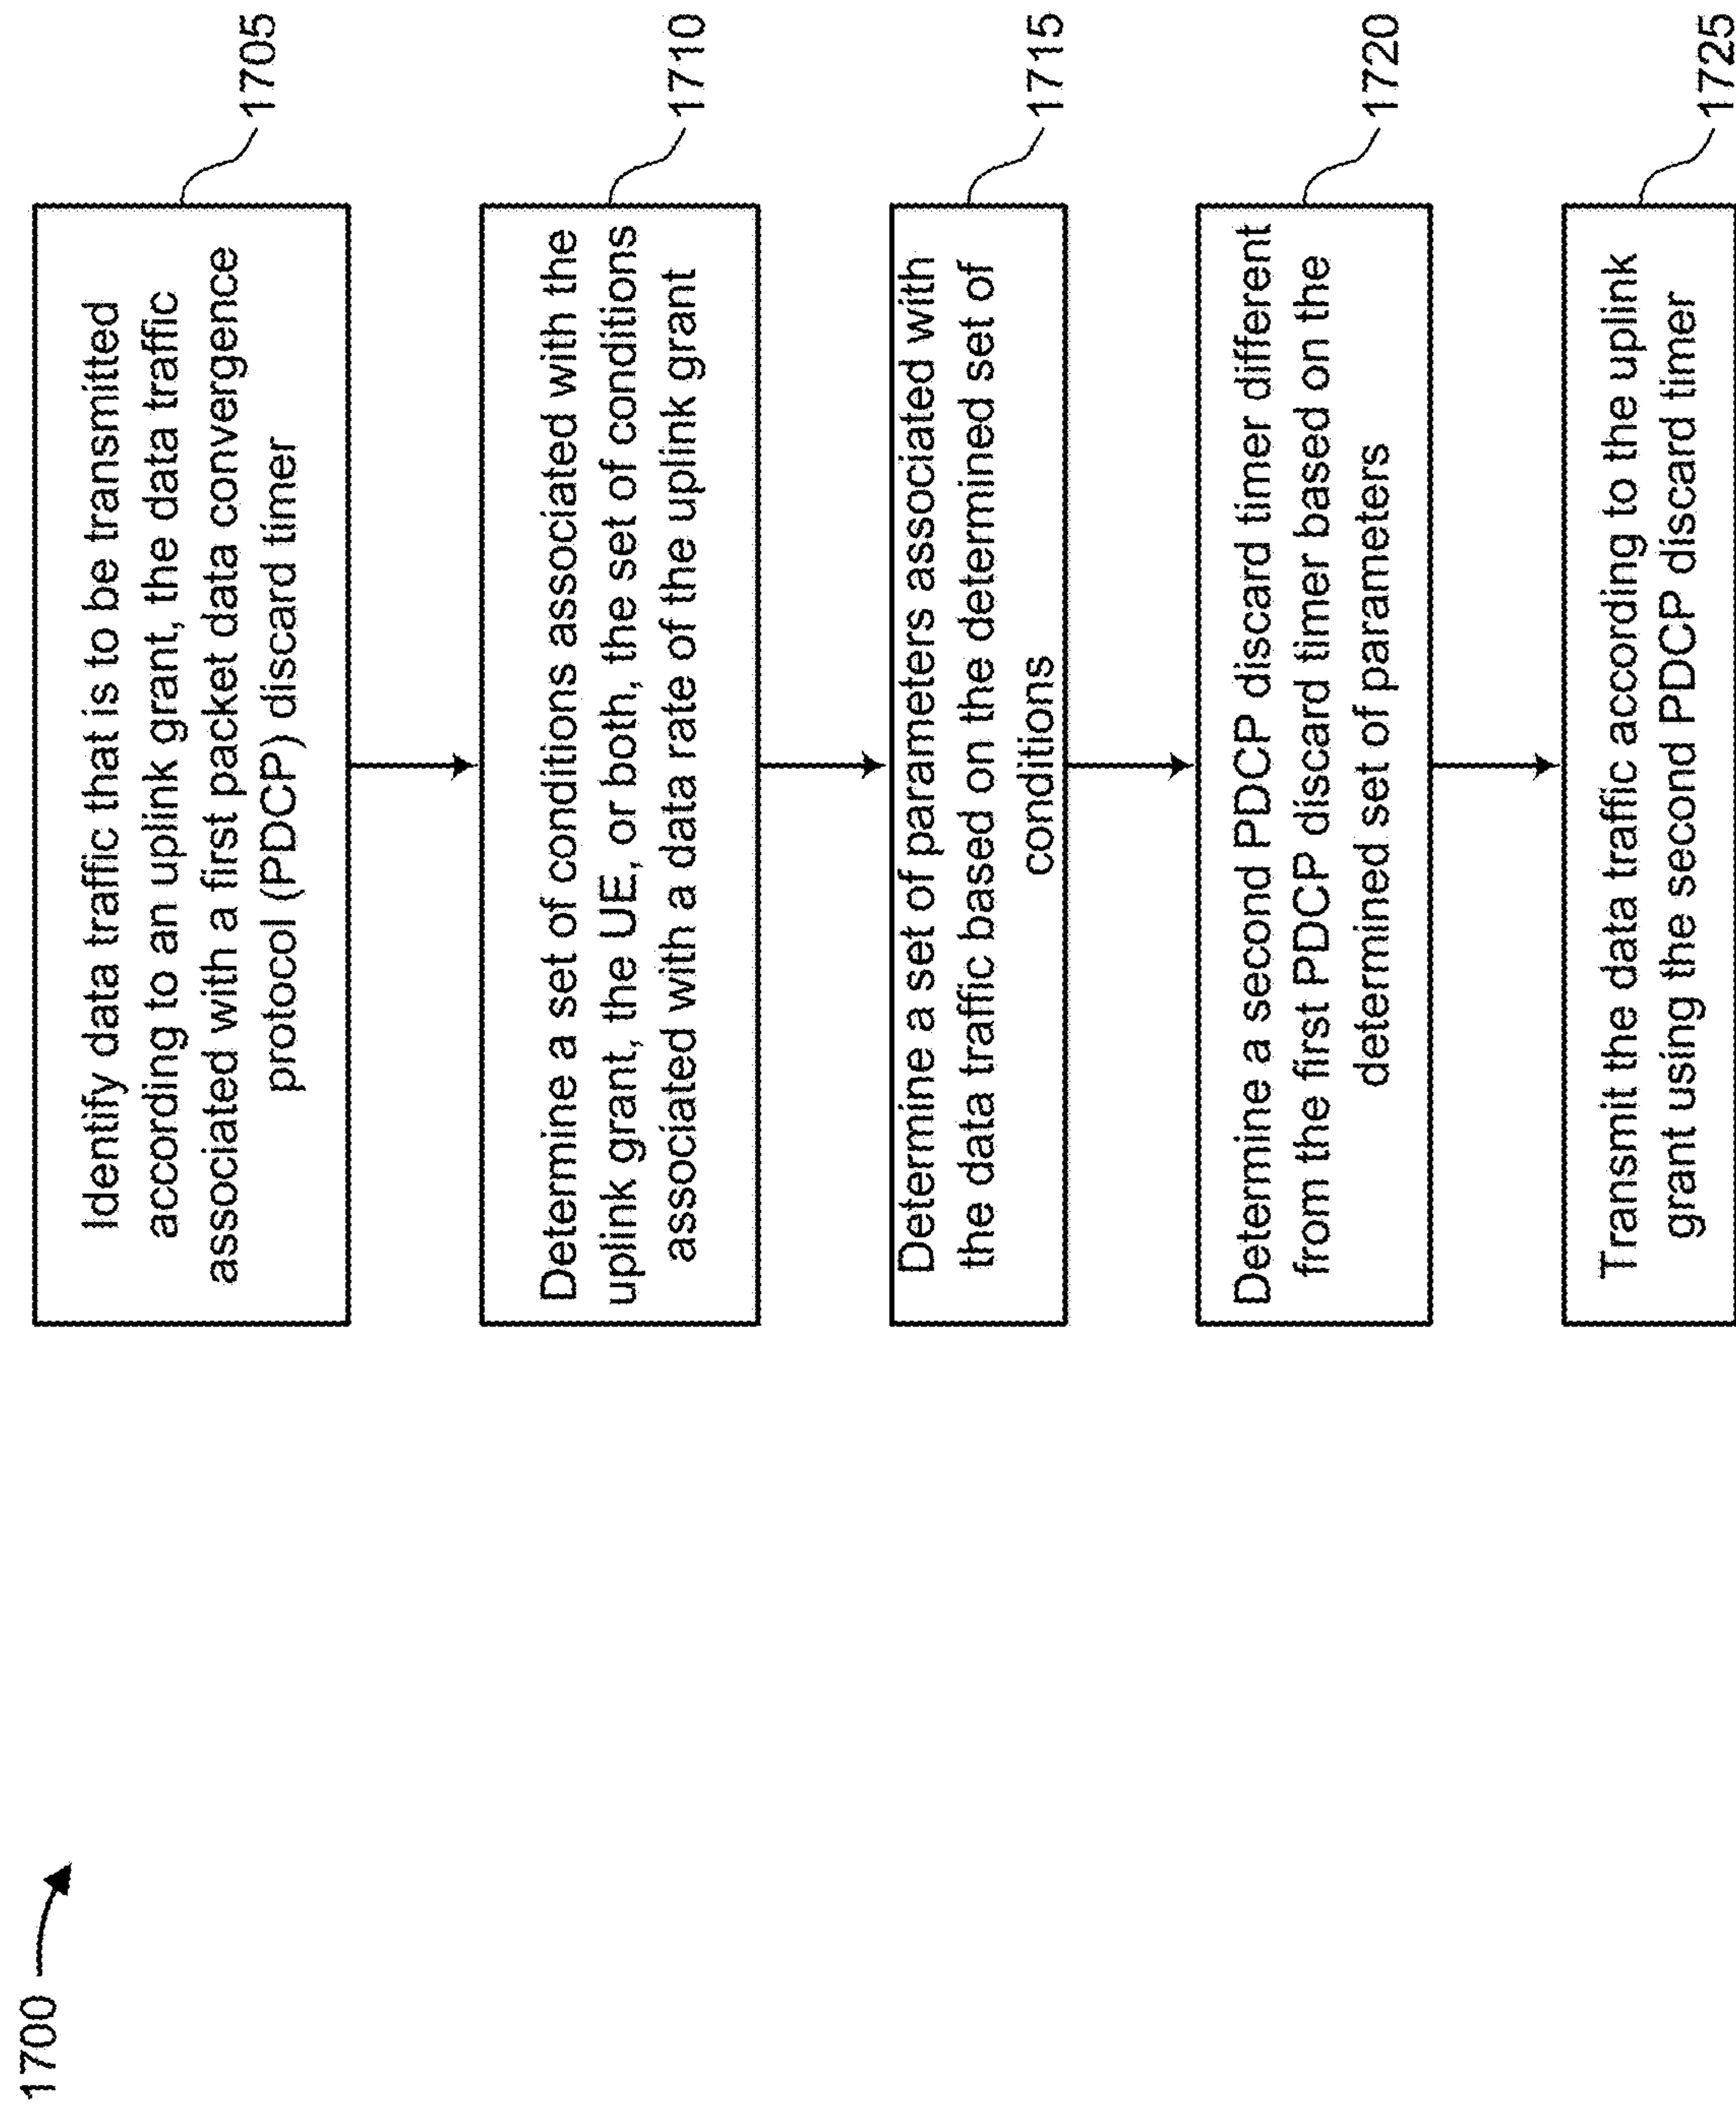 1700
Identify data traffic that is to be transmitted
according to an uplink grant, the data traffic
associated with a first packet data convergence
protocol (PDCP) discard timer
1705
Determine a set of conditions associated with the
uplink grant, the UE, or both, the set of conditions
associated with a data rate of the uplink grant
1710
Determine a set of parameters associated with
the data traffic based on the determined set of
conditions
1715
Determine a second PDCP discard timer different
from the first PDCP discard timer based on the
determined set of parameters
1720
Transmit the data traffic according to the uplink
grant using the second PDCP discard timer
1725